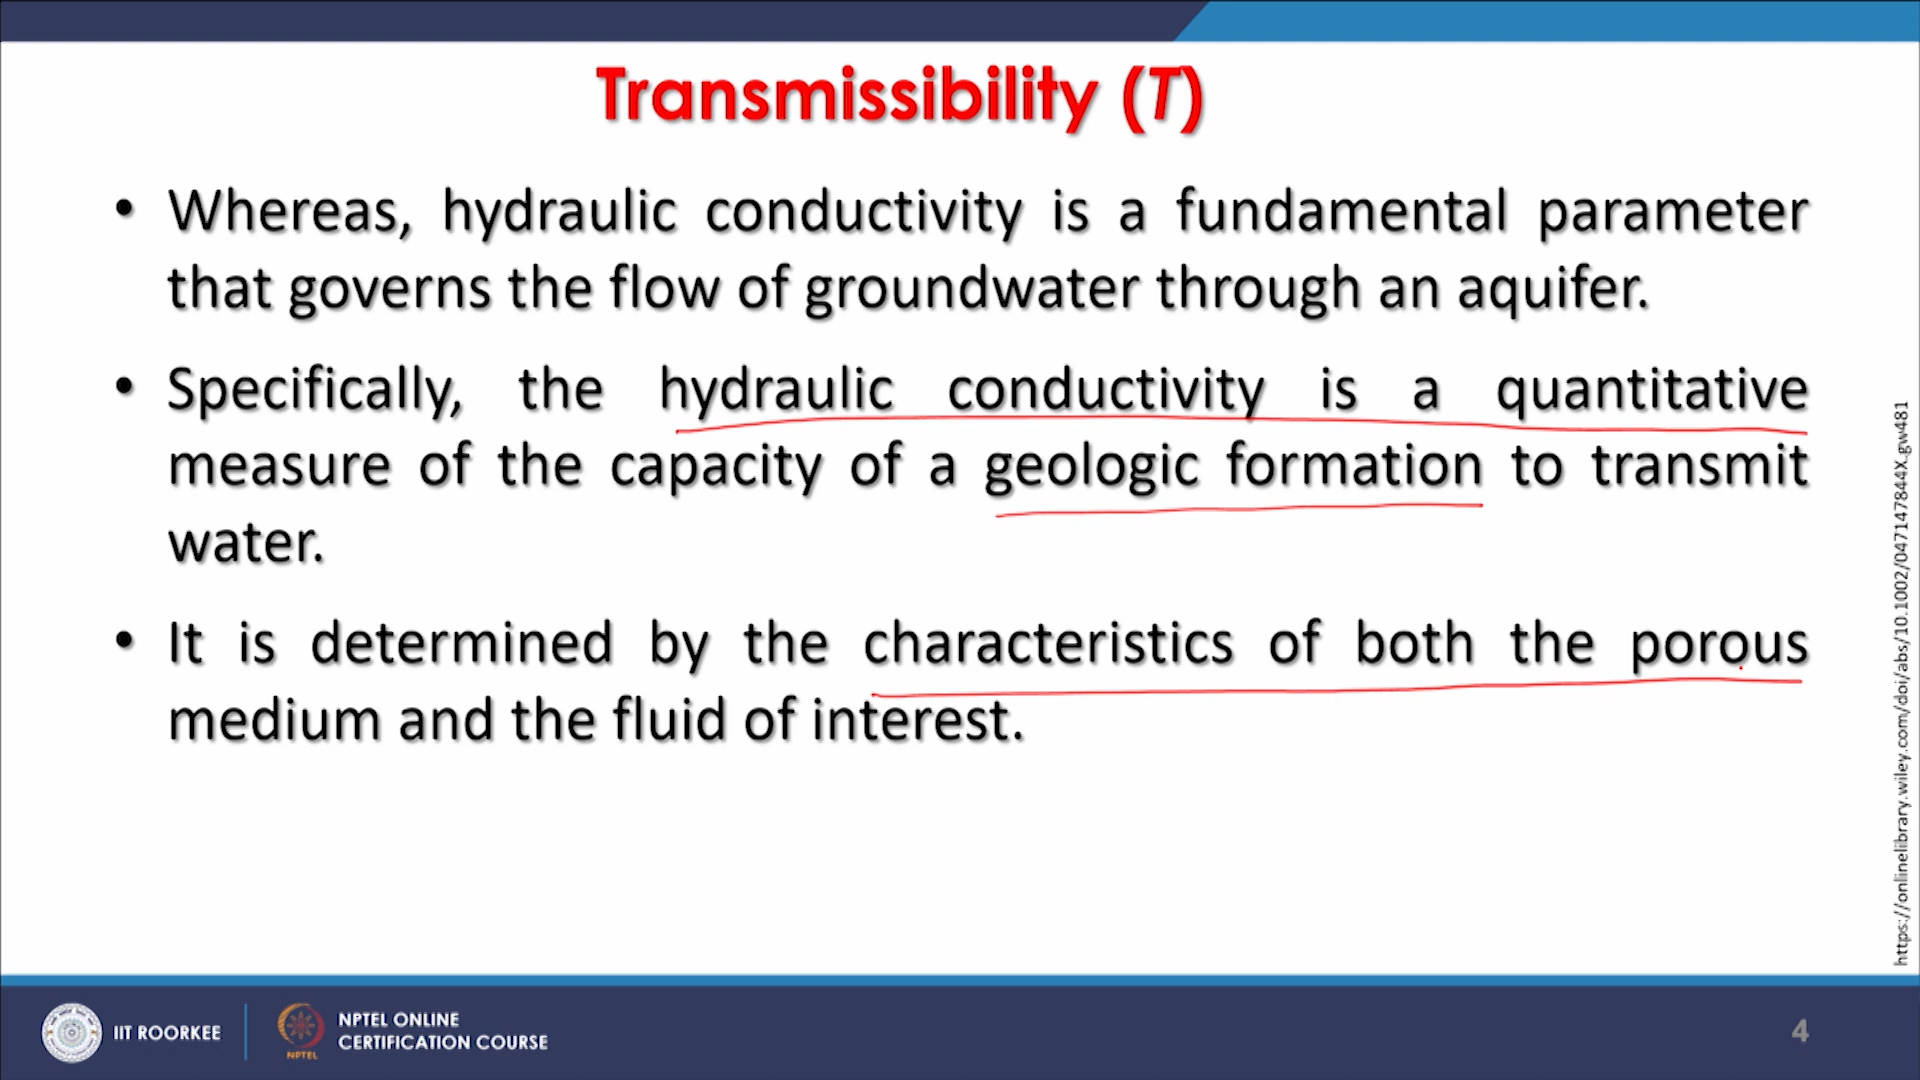 Transmissibility (T)
• Whereas, hydraulic conductivity is a fundamental parameter
that governs the flow of groundwater through an aquifer.
• Specifically, the hydraulic conductivity is a quantitative
measure of the capacity of a geologic formation to transmit
water.
• It is determined by the characteristics of both the porous
medium and the fluid of interest.
https://onlinelibrary.wiley.com/doi/abs/10.1002/047147844X.gw481
IIT ROORKEE
NPTEL
NPTEL ONLINE
CERTIFICATION COURSE
4